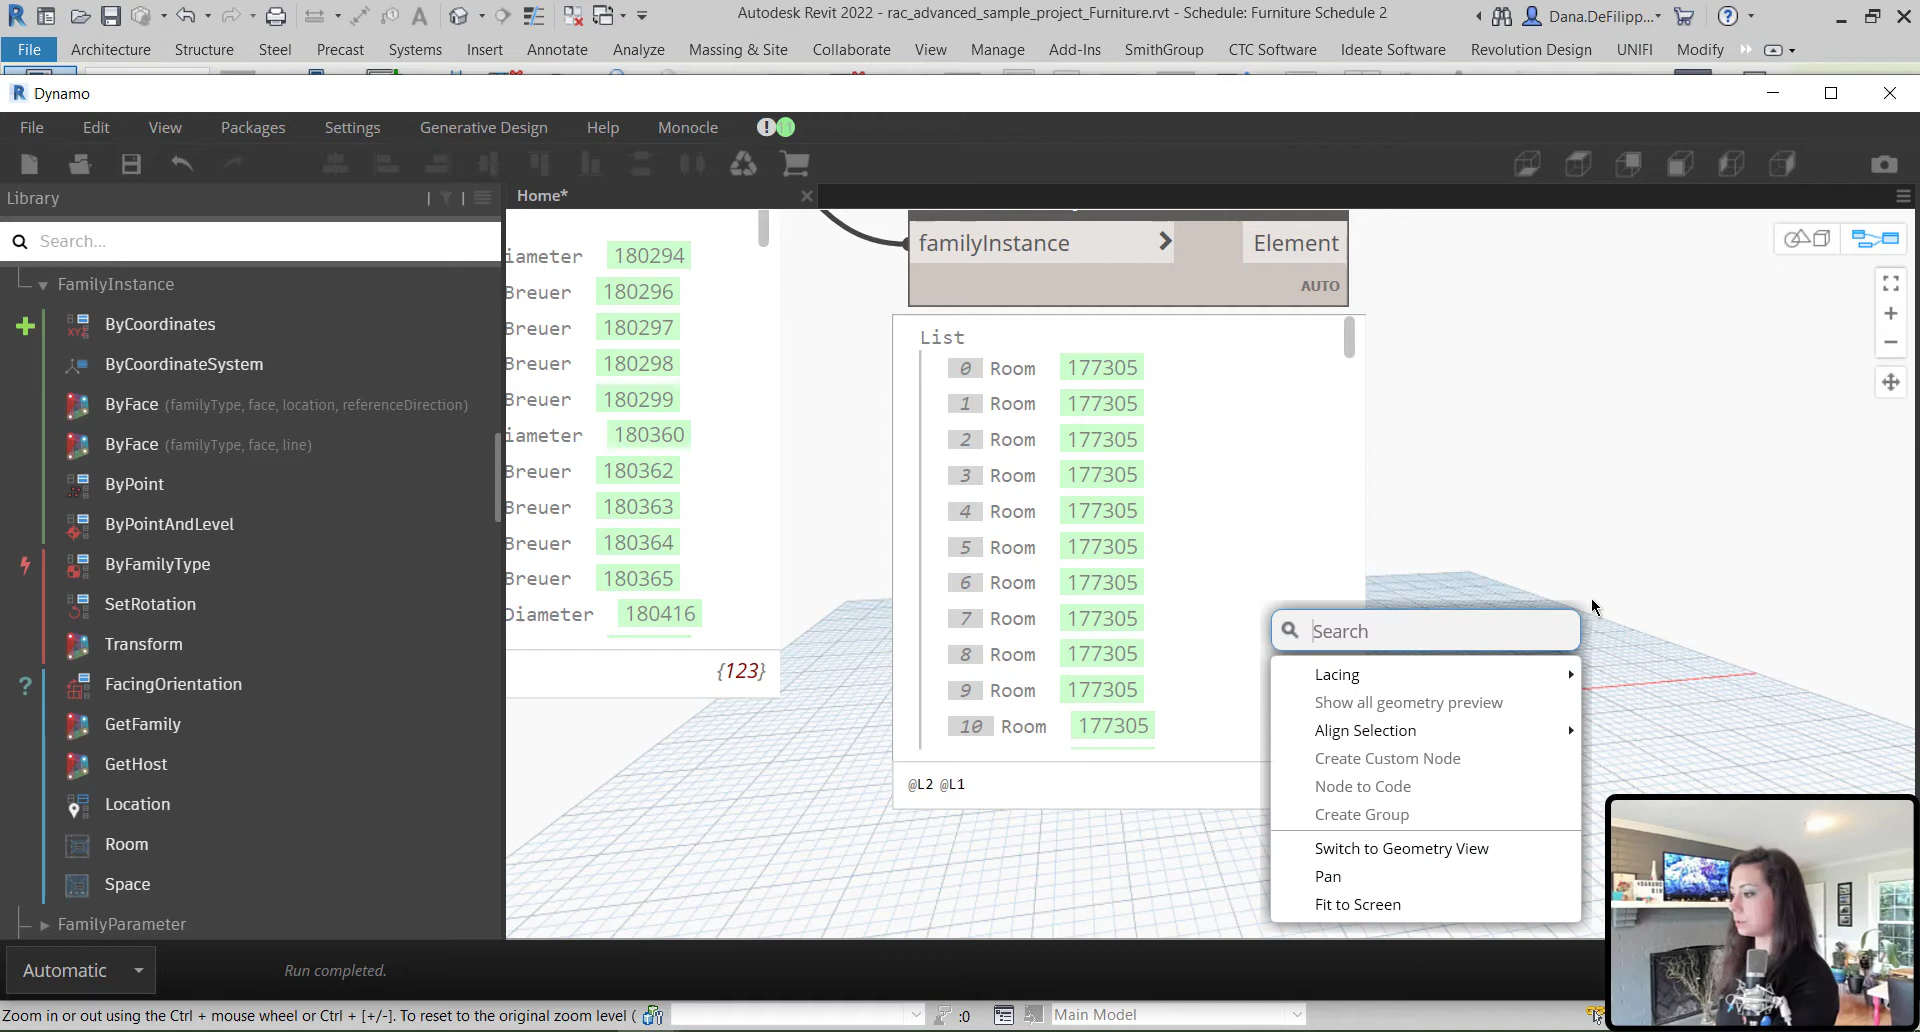 Autodesk Revit 2022 - rac_advanced_sample_project_Furniture.rvt - Schedule: Furniture Schedule 2
Dana.DeFilipp...
File Architecture Structure Steel Precast Systems Insert Annotate Analyze Massing & Site Collaborate View Manage Add-Ins SmithGroup CTC Software Ideate Software Revolution Design UNIFI Modify
Dynamo
File Edit View Packages Settings Generative Design Help Monocle
Library
Home*
Search...
FamilyInstance
ByCoordinates
ByCoordinateSystem
ByFace (familyType, face, location, referenceDirection)
ByFace (familyType, face, line)
ByPoint
ByPointAndLevel
ByFamilyType
SetRotation
Transform
FacingOrientation
GetFamily
GetHost
Location
Room
Space
FamilyParameter
iameter 180294
Breuer 180296
Breuer 180297
Breuer 180298
Breuer 180299
iameter 180360
Breuer 180362
Breuer 180363
Breuer 180364
Breuer 180365
Diameter 180416
{123}
familyInstance > Element
AUTO
List
0 Room 177305
1 Room 177305
2 Room 177305
3 Room 177305
4 Room 177305
5 Room 177305
6 Room 177305
7 Room 177305
8 Room 177305
9 Room 177305
10 Room 177305
@L2 @L1
Search
Lacing
Show all geometry preview
Align Selection
Create Custom Node
Node to Code
Create Group
Switch to Geometry View
Pan
Fit to Screen
Automatic
Run completed.
Zoom in or out using the Ctrl + mouse wheel or Ctrl + [+/-]. To reset to the original zoom level (
:0
Main Model